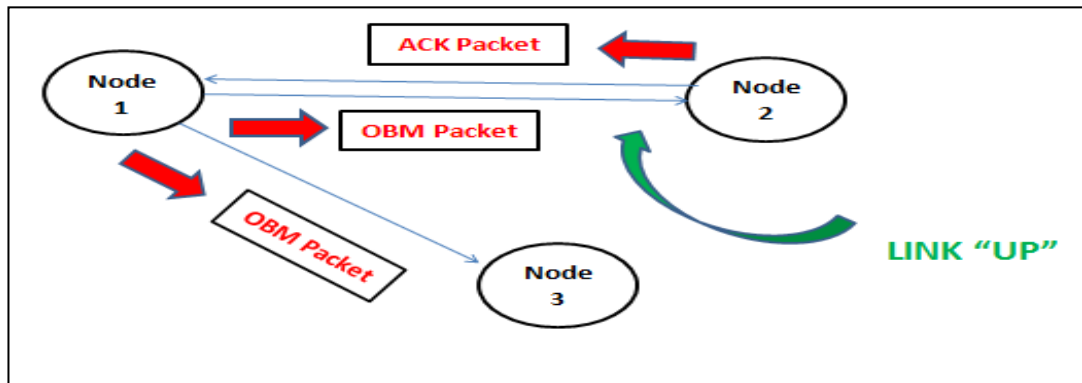 ACK Packet
Node
1
Node
2
OBM Packet
OBM Packet
LINK “UP”
Node
3